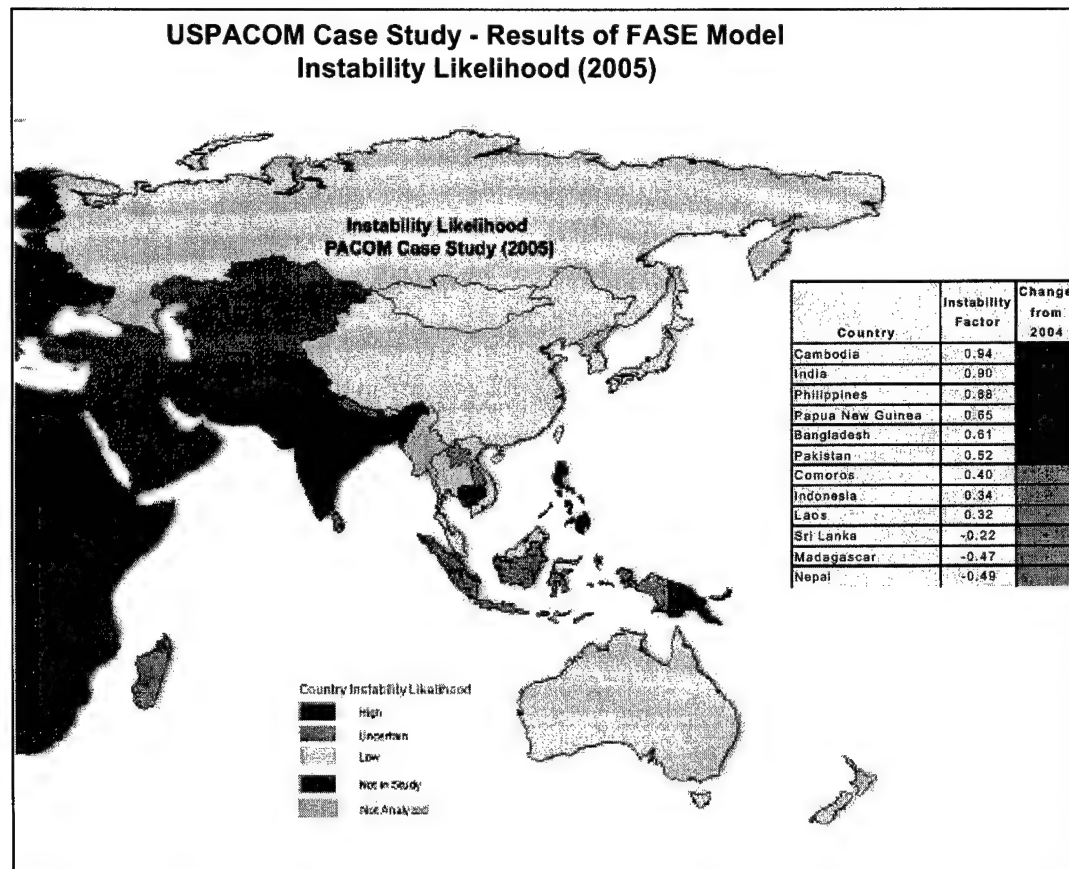 USPACOM Case Study - Results of FASE Model
Instability Likelihood (2005)
Instability Likelihood
PACOM Case Study (2005)
Country Instability Factor Change from 2004
Cambodia 0.94
India 0.90
Philippines 0.88
Papua New Guinea 0.65
Bangladesh 0.61
Pakistan 0.52
Comoros 0.40
Indonesia 0.34
Laos 0.32
Sri Lanka -0.22
Madagascar -0.47
Nepal -0.49
Country Instability Likelihood
High
Uncertain
Low
Not in Study
Not Analyzed